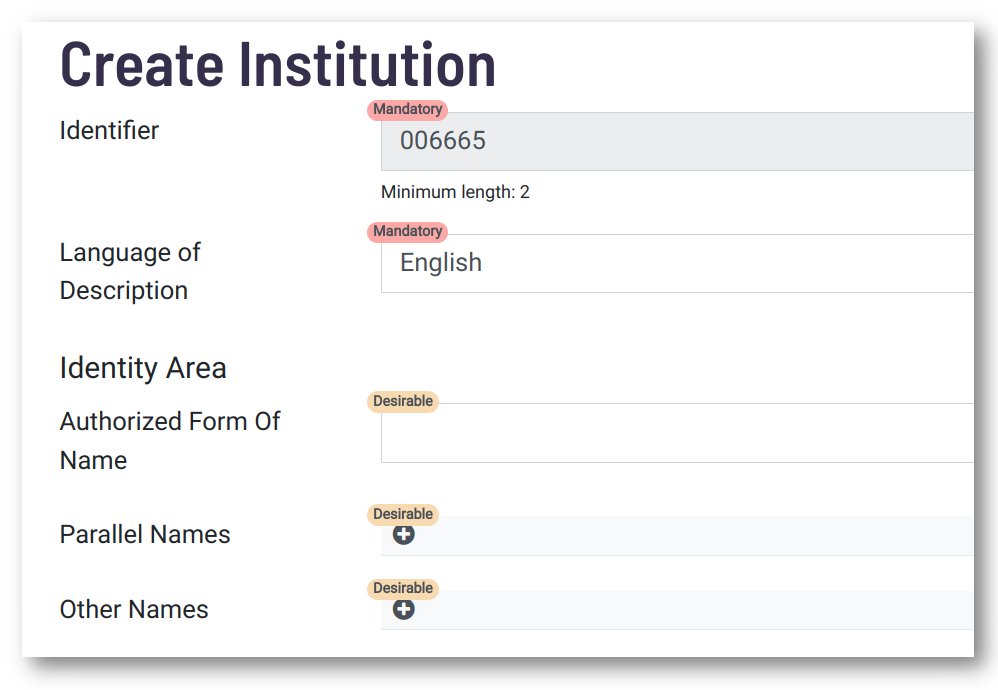 Create Institution
Mandatory
Identifier
006665
Minimum length: 2
Mandatory
Language of
Description
English
Identity Area
Desirable
Authorized Form Of
Name
Desirable
Parallel Names
Desirable
Other Names